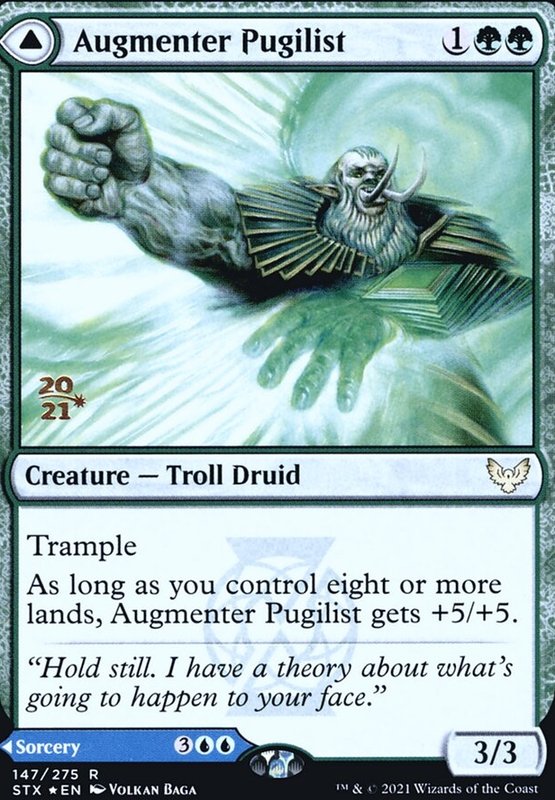 Augmenter Pugilist 1
20
21
Creature — Troll Druid
Trample
As long as you control eight or more
lands, Augmenter Pugilist gets +5/+5.
“Hold still. I have a theory about what’s
going to happen to your face.”
Sorcery 3
3/3
147/275 R
STX ★ EN VOLKAN BAGA
™ & © 2021 Wizards of the Coast